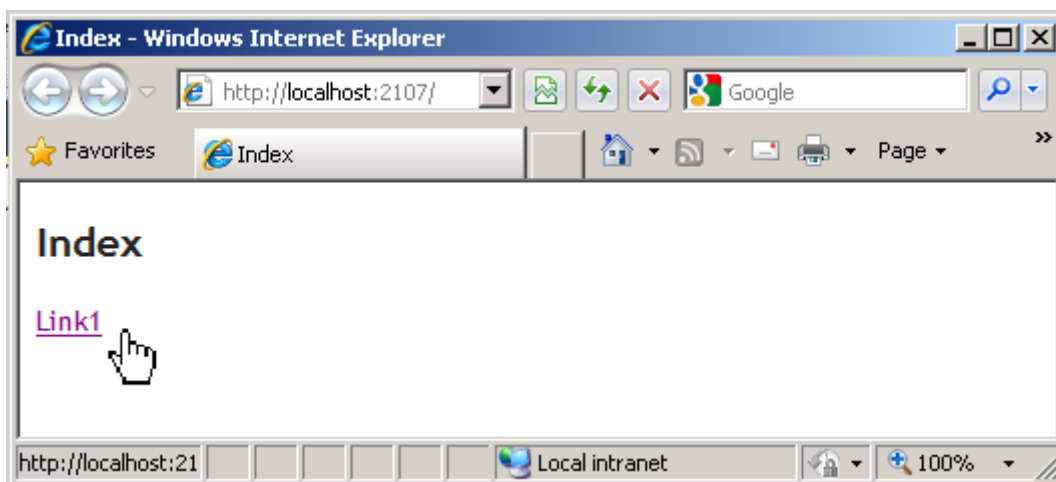 Index - Windows Internet Explorer
http://localhost:2107/
Google
Favorites
Index
Page
Index
Link1
http://localhost:21
Local intranet
100%